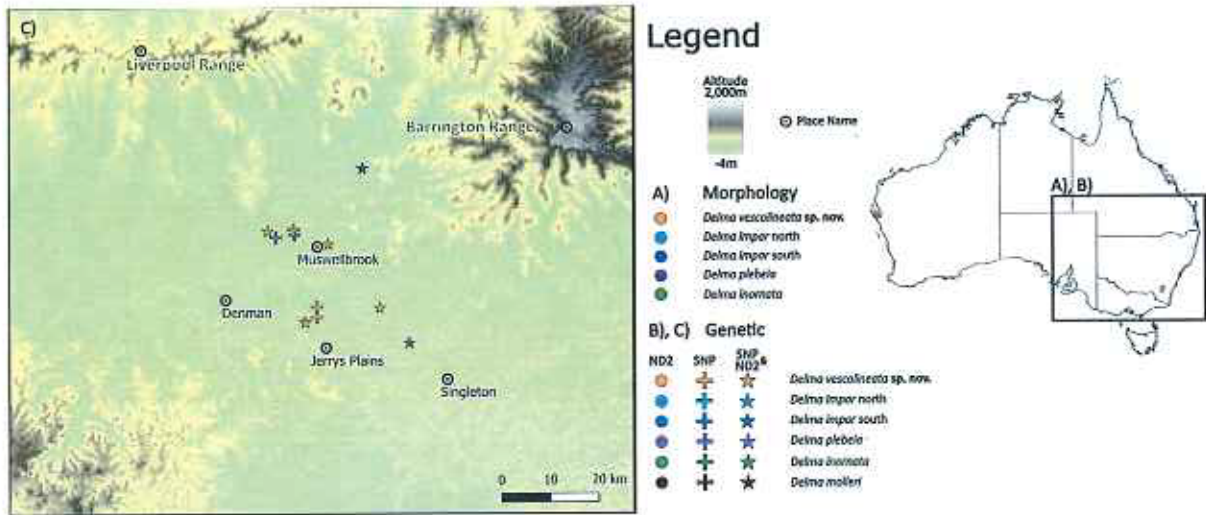 C)
Liverpool Range
Barrington Range
Muswellbrook
Denman
Jerrys Plains
Singleton
0 10 20 km
Legend
Altitude
2,000m
-4m
Place Name
A) Morphology
Delma vescolineata sp. nov.
Delma impar north
Delma impar south
Delma plebeia
Delma inornata
B), C) Genetic
ND2 SNP SNP & ND2
Delma vescolineata sp. nov.
Delma impar north
Delma impar south
Delma plebeia
Delma inornata
Delma molleri
A), B)